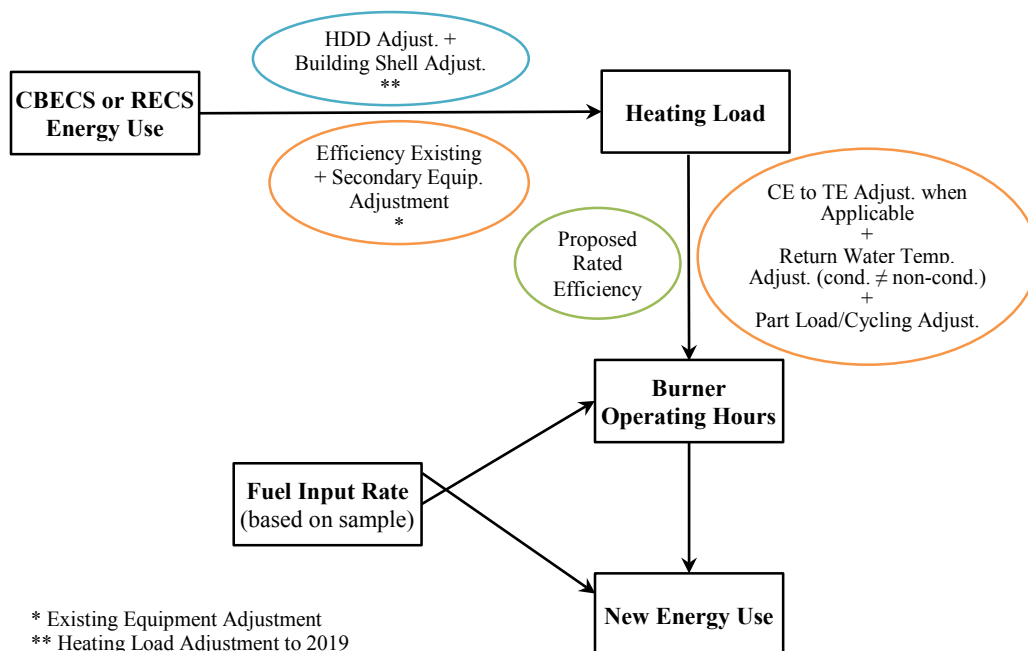 HDD Adjust. +
Building Shell Adjust.
**
CBECS or RECS
Energy Use
Heating Load
Efficiency Existing
+ Secondary Equip.
Adjustment
*
CE to TE Adjust. when
Applicable
+
Return Water Temp.
Adjust. (cond. ≠ non-cond.)
+
Part Load/Cycling Adjust.
Proposed
Rated
Efficiency
Burner
Operating Hours
Fuel Input Rate
(based on sample)
New Energy Use
* Existing Equipment Adjustment
** Heating Load Adjustment to 2019